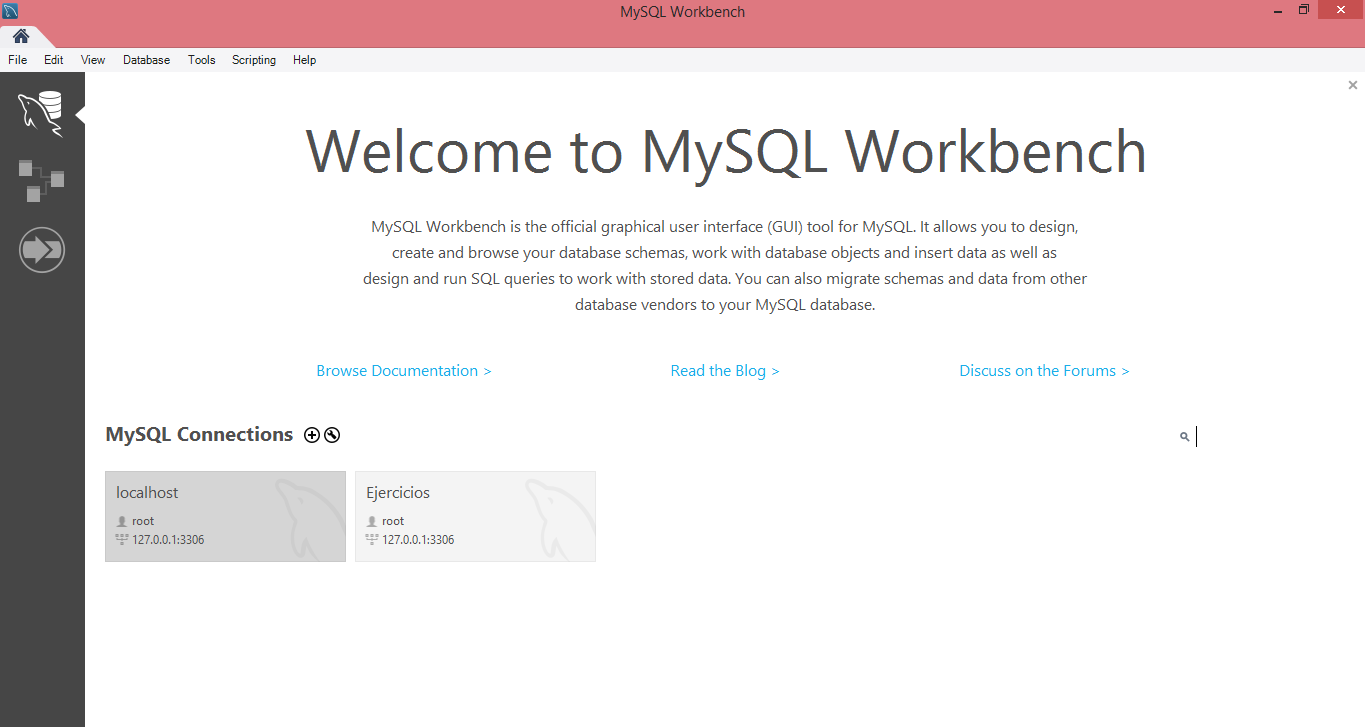 MySQL Workbench
File Edit View Database Tools Scripting Help
Welcome to MySQL Workbench
MySQL Workbench is the official graphical user interface (GUI) tool for MySQL. It allows you to design,
create and browse your database schemas, work with database objects and insert data as well as
design and run SQL queries to work with stored data. You can also migrate schemas and data from other
database vendors to your MySQL database.
Browse Documentation > Read the Blog > Discuss on the Forums >
MySQL Connections
localhost
root
127.0.0.1:3306
Ejercicios
root
127.0.0.1:3306